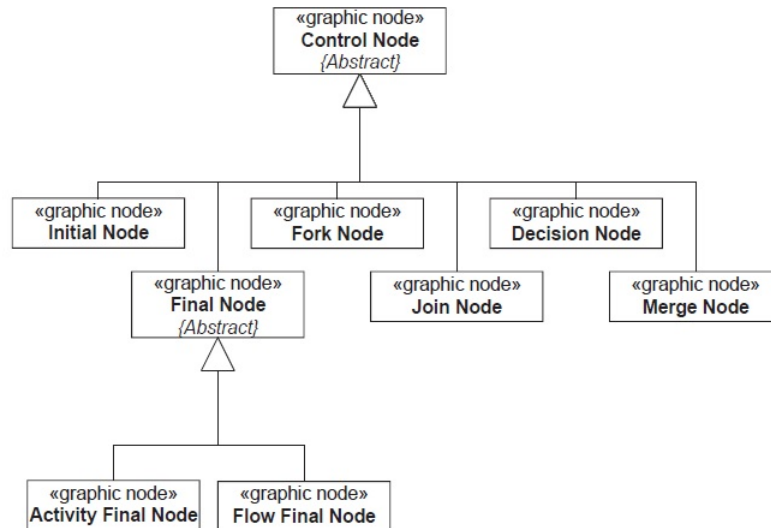 «graphic node»
Control Node
{Abstract}
«graphic node»
Initial Node
«graphic node»
Fork Node
«graphic node»
Decision Node
«graphic node»
Final Node
{Abstract}
«graphic node»
Join Node
«graphic node»
Merge Node
«graphic node»
Activity Final Node
«graphic node»
Flow Final Node